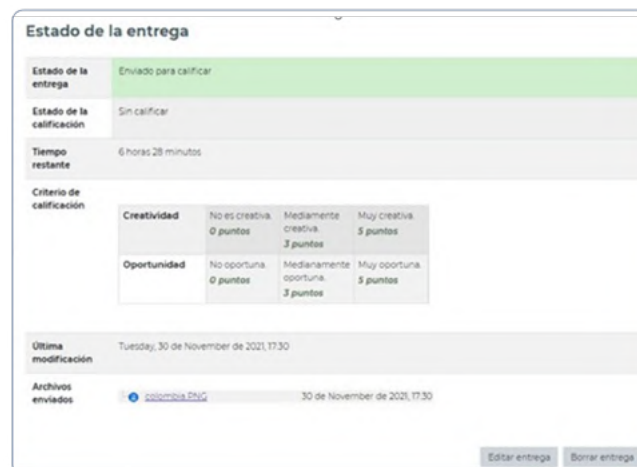 Estado de la entrega
Estado de la
entrega
Enviado para calificar
Estado de la
calificación
Sin calificar
Tiempo
restante
6 horas 28 minutos
Criterio de
calificación
Creatividad
No es creativa.
0 puntos
Mediamente
creativa.
3 puntos
Muy creativa.
5 puntos
Oportunidad
No oportuna.
0 puntos
Medianamente
oportuna.
3 puntos
Muy oportuna.
5 puntos
Última
modificación
Tuesday, 30 de November de 2021, 17:30
Archivos
enviados
colombia.PNG
30 de November de 2021, 17:30
Editar entrega
Borrar entrega